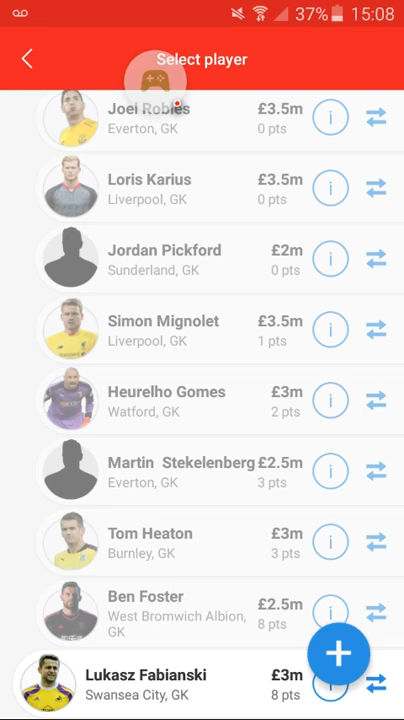 37% 15:08
Select player
Joel Robles £3.5m
Everton, GK 0 pts
Loris Karius £3.5m
Liverpool, GK 0 pts
Jordan Pickford £2m
Sunderland, GK 0 pts
Simon Mignolet £3.5m
Liverpool, GK 1 pts
Heurelho Gomes £3m
Watford, GK 2 pts
Martin Stekelenberg £2.5m
Everton, GK 3 pts
Tom Heaton £3m
Burnley, GK 3 pts
Ben Foster £2.5m
West Bromwich Albion, 8 pts
GK
Lukasz Fabianski £3m
Swansea City, GK 8 pts